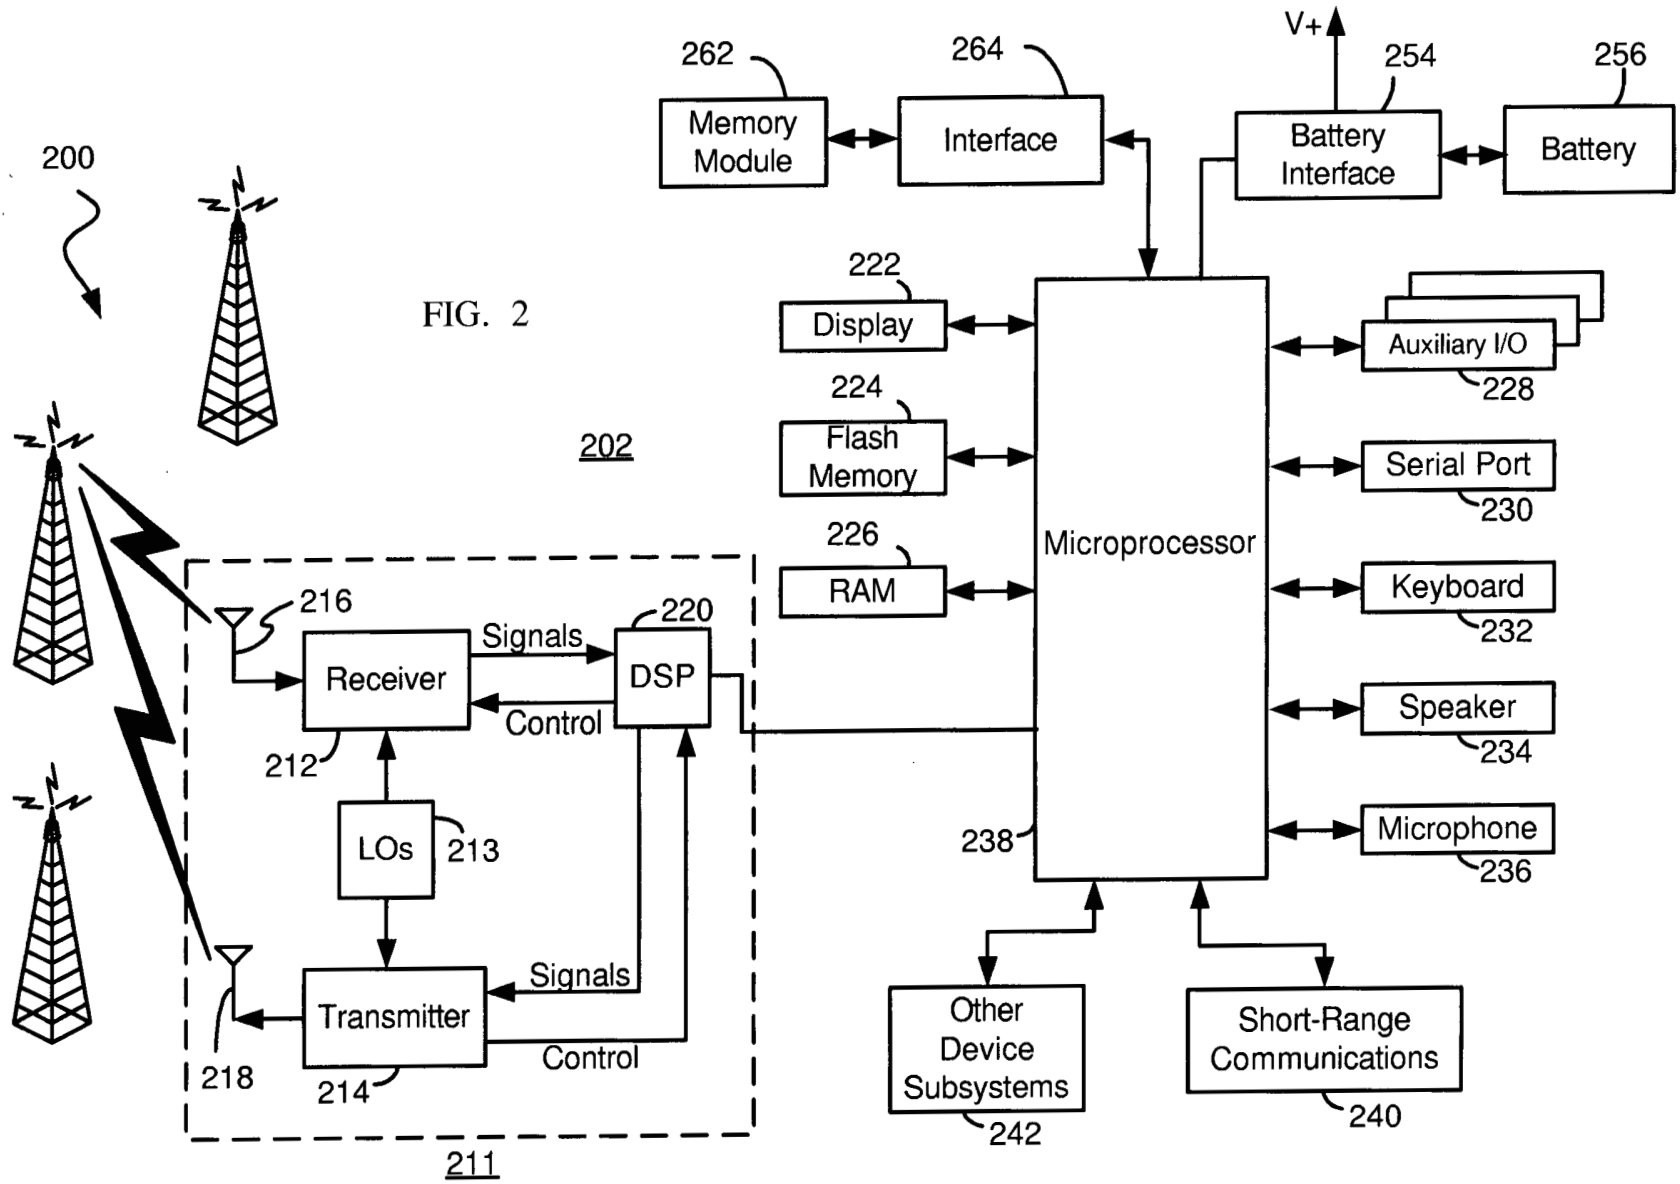 V+
262
264
254
256
Memory
Module
Interface
Battery
Interface
Battery
200
222
Display
FIG. 2
Auxiliary I/O
228
224
Flash
Memory
202
Serial Port
230
226
RAM
Microprocessor
Keyboard
232
216
220
Signals
Receiver
DSP
Control
212
Speaker
234
LOs
213
238
Microphone
236
Signals
Transmitter
Control
218
214
Other
Device
Subsystems
242
Short-Range
Communications
240
211